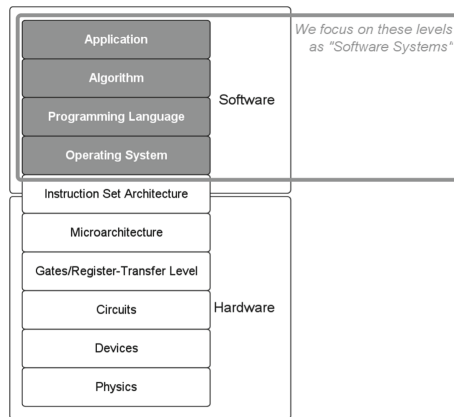 Application
Algorithm
Programming Language
Operating System
Software
We focus on these levels
as "Software Systems"
Instruction Set Architecture
Microarchitecture
Gates/Register-Transfer Level
Circuits
Hardware
Devices
Physics